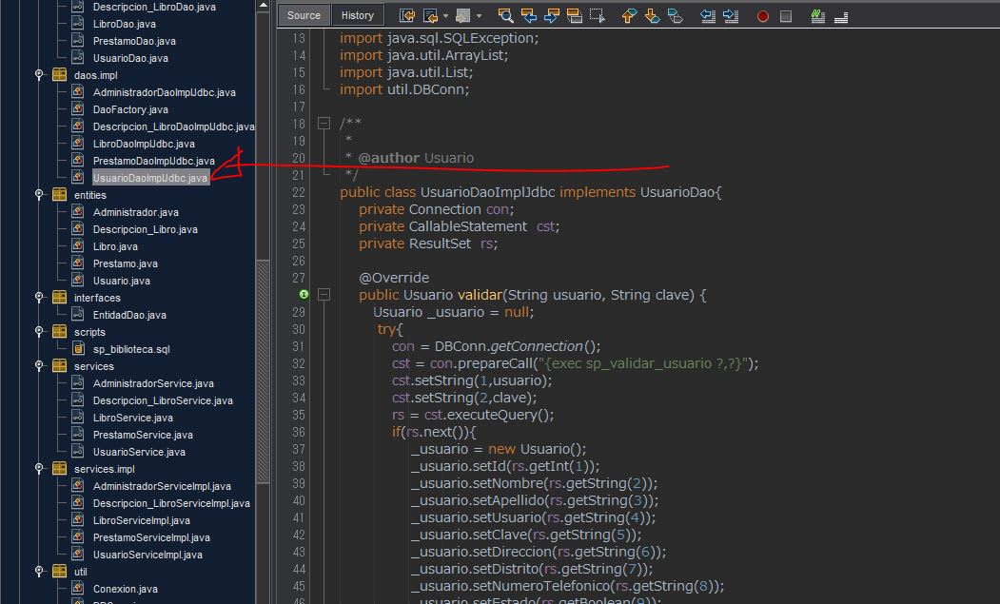 Descripcion_LibroDao.java
LibroDao.java
PrestamoDao.java
UsuarioDao.java
daos.impl
AdministradorDaoImplJdbc.java
DaoFactory.java
Descripcion_LibroDaoImplJdbc.java
LibroDaoImplJdbc.java
PrestamoDaoImplJdbc.java
UsuarioDaoImplJdbc.java
entities
Administrador.java
Descripcion_Libro.java
Libro.java
Prestamo.java
Usuario.java
interfaces
EntidadDao.java
scripts
sp_biblioteca.sql
services
AdministradorService.java
Descripcion_LibroService.java
LibroService.java
PrestamoService.java
UsuarioService.java
services.impl
AdministradorServiceImpl.java
Descripcion_LibroServiceImpl.java
LibroServiceImpl.java
PrestamoServiceImpl.java
UsuarioServiceImpl.java
util
Conexion.java
Source History
13 import java.sql.SQLException;
14 import java.util.ArrayList;
15 import java.util.List;
16 import util.DBConn;
17
18 /**
19 *
20 * @author Usuario
21 */
22 public class UsuarioDaoImplJdbc implements UsuarioDao{
23 private Connection con;
24 private CallableStatement cst;
25 private ResultSet rs;
26
27 @Override
public Usuario validar(String usuario, String clave) {
29 Usuario _usuario = null;
30 try{
31 con = DBConn.getConnection();
32 cst = con.prepareCall("{exec sp_validar_usuario ?,?}");
33 cst.setString(1,usuario);
34 cst.setString(2,clave);
35 rs = cst.executeQuery();
36 if(rs.next()){
37 _usuario = new Usuario();
38 _usuario.setId(rs.getInt(1));
39 _usuario.setNombre(rs.getString(2));
40 _usuario.setApellido(rs.getString(3));
41 _usuario.setUsuario(rs.getString(4));
42 _usuario.setClave(rs.getString(5));
43 _usuario.setDireccion(rs.getString(6));
44 _usuario.setDistrito(rs.getString(7));
45 _usuario.setNumeroTelefonico(rs.getString(8));
46 _usuario.setEstado(rs.getBoolean(9));